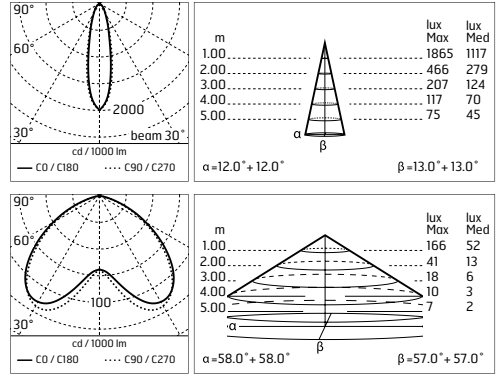 90°
60°
30°
2000
beam 30°
cd / 1000 lm
C0 / C180 C90 / C270
m lux Max lux Med
1.00 1865 1117
2.00 466 279
3.00 207 124
4.00 117 70
5.00 75 45
α
β
α=12.0°+12.0° β=13.0°+13.0°
90°
60°
30°
100
cd / 1000 lm
C0 / C180 C90 / C270
m lux Max lux Med
1.00 166 52
2.00 41 13
3.00 18 6
4.00 10 3
5.00 7 2
α
β
α=58.0°+58.0° β=57.0°+57.0°